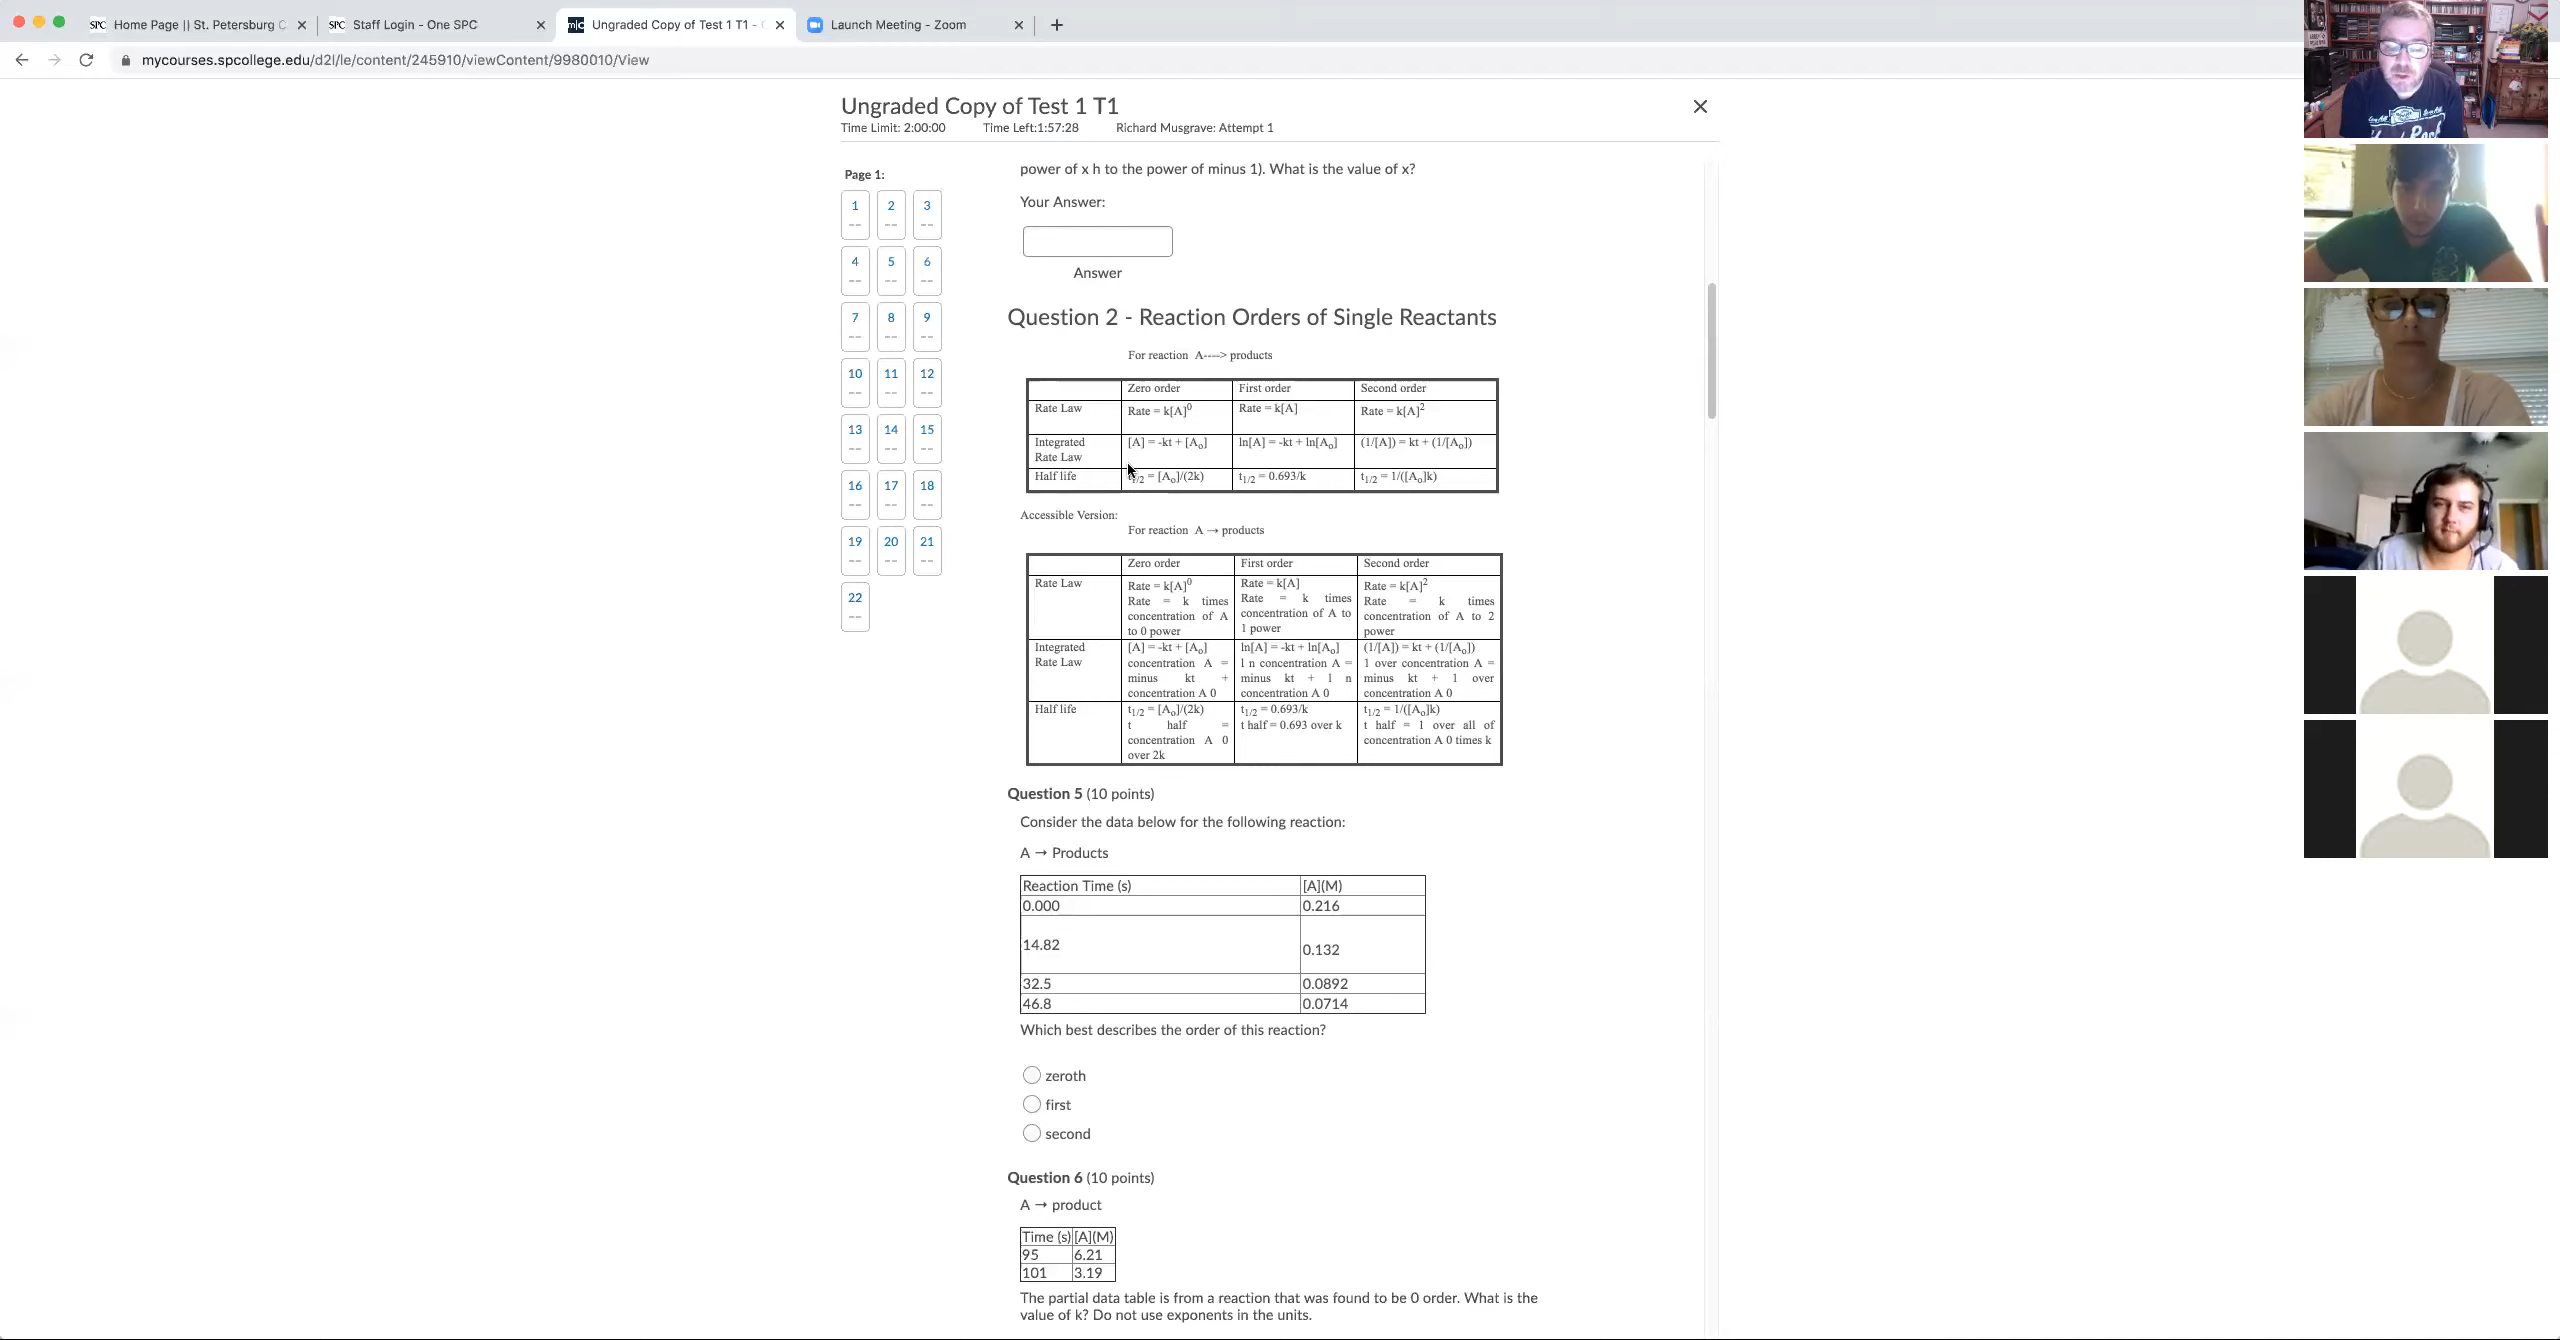 Home Page || St. Petersburg C
Staff Login - One SPC
Ungraded Copy of Test 1 T1 -
Launch Meeting - Zoom
mycourses.spcollege.edu/d2l/le/content/245910/viewContent/9980010/View
Ungraded Copy of Test 1 T1
Time Limit: 2:00:00 Time Left:1:57:28 Richard Musgrave: Attempt 1
Page 1:
1 2 3
-- -- --
4 5 6
-- -- --
7 8 9
-- -- --
10 11 12
-- -- --
13 14 15
-- -- --
16 17 18
-- -- --
19 20 21
-- -- --
22
--
power of x h to the power of minus 1). What is the value of x?
Your Answer:
Answer
Question 2 - Reaction Orders of Single Reactants
For reaction A----> products
Zero order First order Second order
Rate Law Rate = k[A]⁰ Rate = k[A] Rate = k[A]²
Integrated Rate Law [A] = -kt + [Aₒ] ln[A] = -kt + ln[Aₒ] (1/[A]) = kt + (1/[Aₒ])
Half life t1/2 = [Aₒ]/(2k) t1/2 = 0.693/k t1/2 = 1/([Aₒ]k)
Accessible Version:
For reaction A → products
Zero order First order Second order
Rate Law Rate = k[A]⁰ Rate = k times concentration of A to 0 power Rate = k[A] Rate = k times concentration of A to 1 power Rate = k[A]² Rate = k times concentration of A to 2 power
Integrated Rate Law [A] = -kt + [Aₒ] concentration A = minus kt + concentration A 0 ln[A] = -kt + ln[Aₒ] l n concentration A = minus kt + l n concentration A 0 (1/[A]) = kt + (1/[Aₒ]) 1 over concentration A = minus kt + 1 over concentration A 0
Half life t1/2 = [Aₒ]/(2k) t half = concentration A 0 over 2k t1/2 = 0.693/k t half = 0.693 over k t1/2 = 1/([Aₒ]k) t half = 1 over all of concentration A 0 times k
Question 5 (10 points)
Consider the data below for the following reaction:
A → Products
Reaction Time (s) [A](M)
0.000 0.216
14.82 0.132
32.5 0.0892
46.8 0.0714
Which best describes the order of this reaction?
zeroth
first
second
Question 6 (10 points)
A → product
Time (s) [A](M)
95 6.21
101 3.19
The partial data table is from a reaction that was found to be 0 order. What is the
value of k? Do not use exponents in the units.